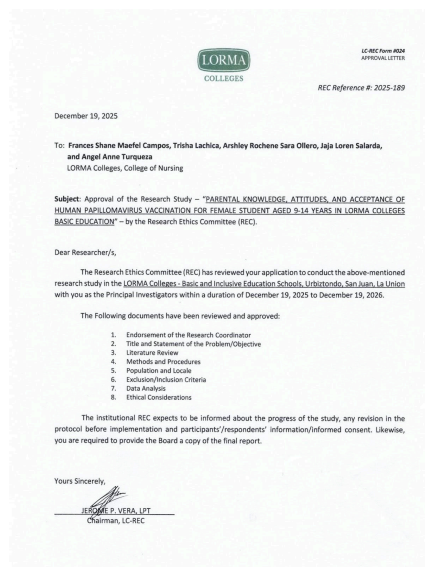 LC-REC Form #024
APPROVAL LETTER
LORMA
COLLEGES
REC Reference #: 2025-189
December 19, 2025
To: Frances Shane Maefel Campos, Trisha Lachica, Arshley Rochene Sara Ollero, Jaja Loren Salarda,
and Angel Anne Turqueza
LORMA Colleges, College of Nursing
Subject: Approval of the Research Study – "PARENTAL KNOWLEDGE, ATTITUDES, AND ACCEPTANCE OF
HUMAN PAPILLOMAVIRUS VACCINATION FOR FEMALE STUDENT AGED 9-14 YEARS IN LORMA COLLEGES
BASIC EDUCATION" – by the Research Ethics Committee (REC).
Dear Researcher/s,
The Research Ethics Committee (REC) has reviewed your application to conduct the above-mentioned
research study in the LORMA Colleges - Basic and Inclusive Education Schools, Urbiztondo, San Juan, La Union
with you as the Principal Investigators within a duration of December 19, 2025 to December 19, 2026.
The Following documents have been reviewed and approved:
1. Endorsement of the Research Coordinator
2. Title and Statement of the Problem/Objective
3. Literature Review
4. Methods and Procedures
5. Population and Locale
6. Exclusion/Inclusion Criteria
7. Data Analysis
8. Ethical Considerations
The institutional REC expects to be informed about the progress of the study, any revision in the
protocol before implementation and participants'/respondents' information/informed consent. Likewise,
you are required to provide the Board a copy of the final report.
Yours Sincerely,
JEROME P. VERA, LPT
Chairman, LC-REC